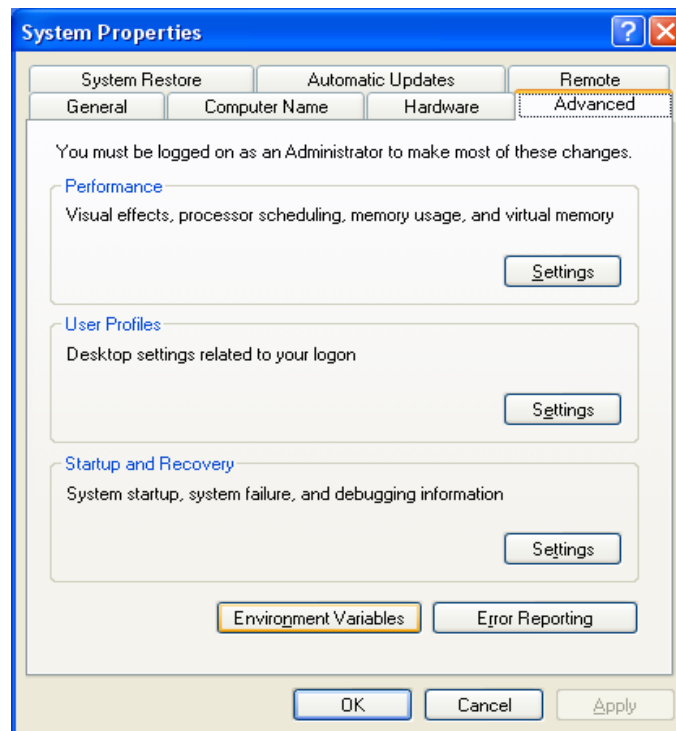 System Properties
System Restore Automatic Updates Remote
General Computer Name Hardware Advanced
You must be logged on as an Administrator to make most of these changes.
Performance
Visual effects, processor scheduling, memory usage, and virtual memory
Settings
User Profiles
Desktop settings related to your logon
Settings
Startup and Recovery
System startup, system failure, and debugging information
Settings
Environment Variables Error Reporting
OK Cancel Apply